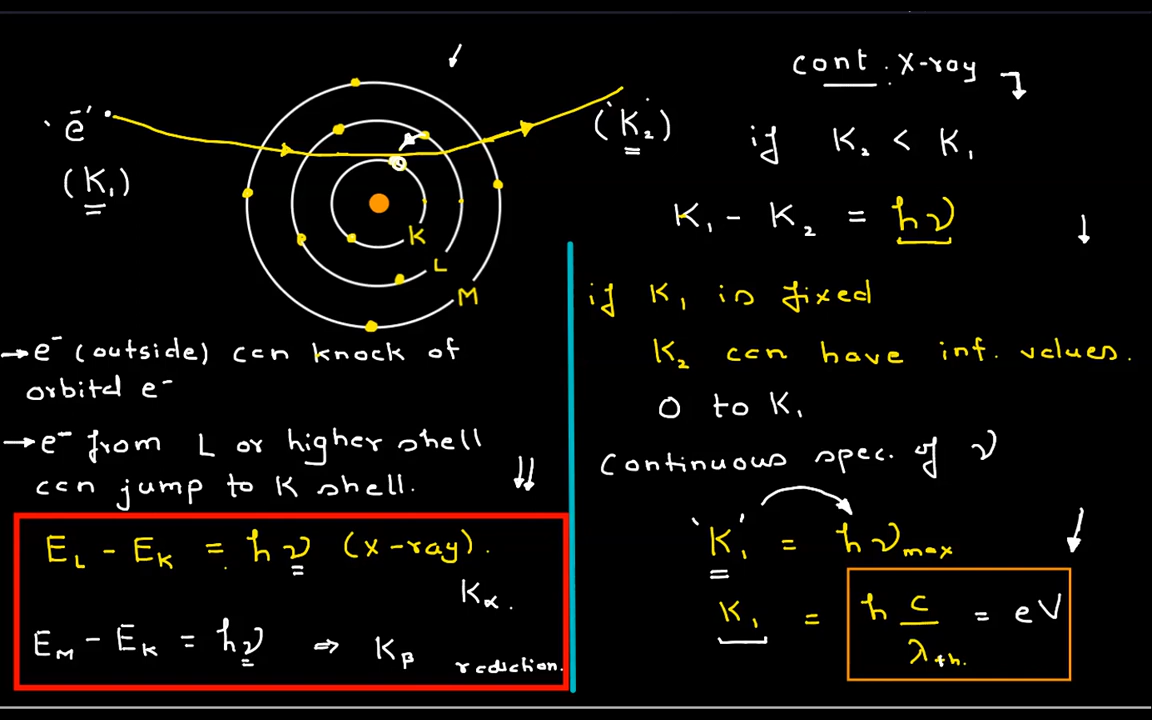 'e⁻'
(K₁)
('K₂')
K
L
M
→ e⁻ (outside) can knock of
orbital e⁻
→ e⁻ from L or higher shell
can jump to K shell.
E_L - E_K = hν (x-ray).
K_α.
E_M - E_K = hν ⇒ K_β rediction.
cont. X-ray
if K₂ < K₁
K₁ - K₂ = hν
if K₁ is fixed
K₂ can have inf. values.
0 to K₁
Continuous spec. of ν
'K₁' = hν_max
K₁ = h c/λ_th. = eV